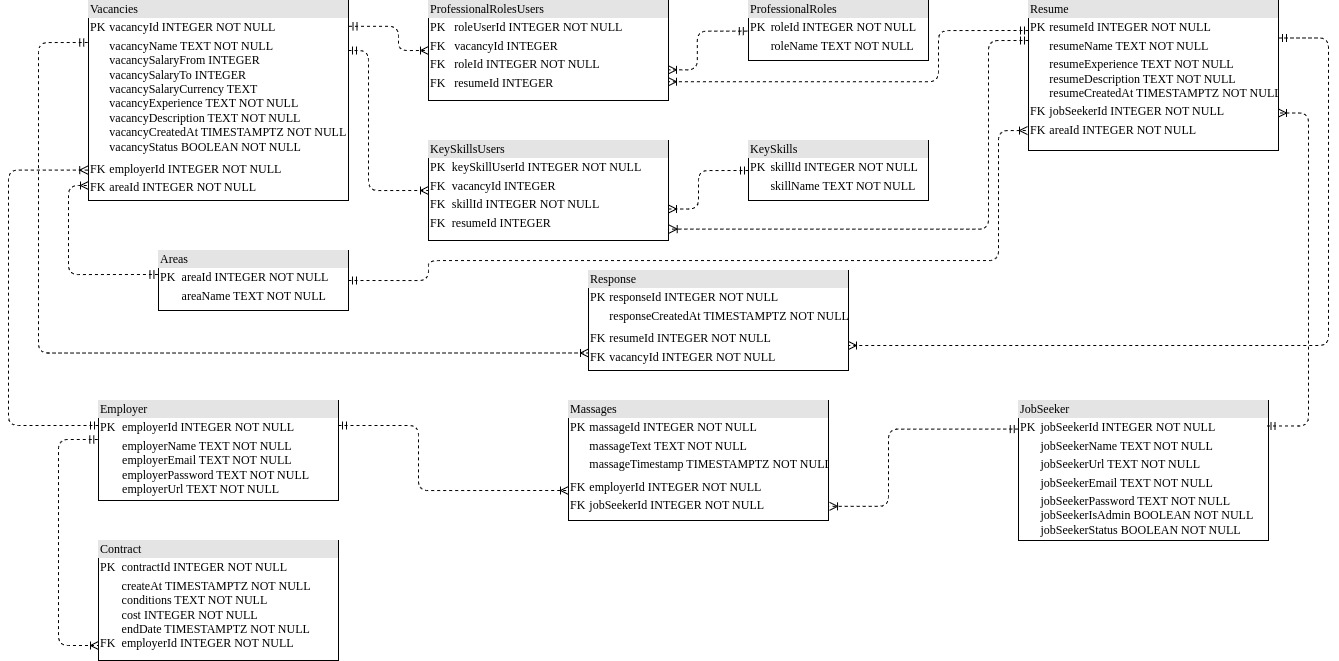 Vacancies
PK vacancyId INTEGER NOT NULL
vacancyName TEXT NOT NULL
vacancySalaryFrom INTEGER
vacancySalaryTo INTEGER
vacancySalaryCurrency TEXT
vacancyExperience TEXT NOT NULL
vacancyDescription TEXT NOT NULL
vacancyCreatedAt TIMESTAMPTZ NOT NULL
vacancyStatus BOOLEAN NOT NULL
FK employerId INTEGER NOT NULL
FK areaId INTEGER NOT NULL
ProfessionalRolesUsers
PK roleUserId INTEGER NOT NULL
FK vacancyId INTEGER
FK roleId INTEGER NOT NULL
FK resumeId INTEGER
ProfessionalRoles
PK roleId INTEGER NOT NULL
roleName TEXT NOT NULL
Resume
PK resumeId INTEGER NOT NULL
resumeName TEXT NOT NULL
resumeExperience TEXT NOT NULL
resumeDescription TEXT NOT NULL
resumeCreatedAt TIMESTAMPTZ NOT NULL
FK jobSeekerId INTEGER NOT NULL
FK areaId INTEGER NOT NULL
KeySkillsUsers
PK keySkillUserId INTEGER NOT NULL
FK vacancyId INTEGER
FK skillId INTEGER NOT NULL
FK resumeId INTEGER
KeySkills
PK skillId INTEGER NOT NULL
skillName TEXT NOT NULL
Areas
PK areaId INTEGER NOT NULL
areaName TEXT NOT NULL
Response
PK responseId INTEGER NOT NULL
responseCreatedAt TIMESTAMPTZ NOT NULL
FK resumeId INTEGER NOT NULL
FK vacancyId INTEGER NOT NULL
Employer
PK employerId INTEGER NOT NULL
employerName TEXT NOT NULL
employerEmail TEXT NOT NULL
employerPassword TEXT NOT NULL
employerUrl TEXT NOT NULL
Massages
PK massageId INTEGER NOT NULL
massageText TEXT NOT NULL
massageTimestamp TIMESTAMPTZ NOT NULL
FK employerId INTEGER NOT NULL
FK jobSeekerId INTEGER NOT NULL
JobSeeker
PK jobSeekerId INTEGER NOT NULL
jobSeekerName TEXT NOT NULL
jobSeekerUrl TEXT NOT NULL
jobSeekerEmail TEXT NOT NULL
jobSeekerPassword TEXT NOT NULL
jobSeekerIsAdmin BOOLEAN NOT NULL
jobSeekerStatus BOOLEAN NOT NULL
Contract
PK contractId INTEGER NOT NULL
createAt TIMESTAMPTZ NOT NULL
conditions TEXT NOT NULL
cost INTEGER NOT NULL
endDate TIMESTAMPTZ NOT NULL
FK employerId INTEGER NOT NULL